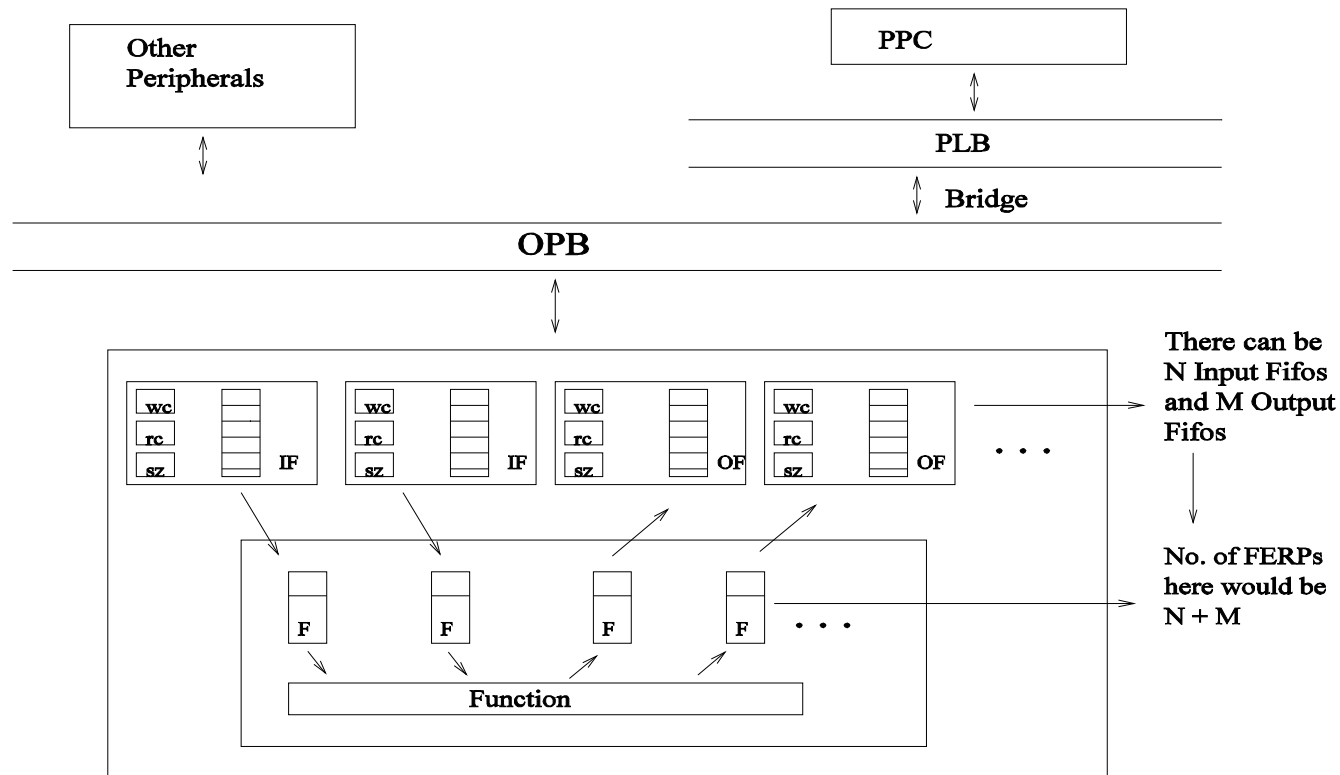 Other
Peripherals
PPC
PLB
Bridge
OPB
There can be
N Input Fifos
and M Output
Fifos
wc
rc
sz
IF
wc
rc
sz
IF
wc
rc
sz
OF
wc
rc
sz
OF
. . .
No. of FERPs
here would be
N + M
F
F
F
F
. . .
Function